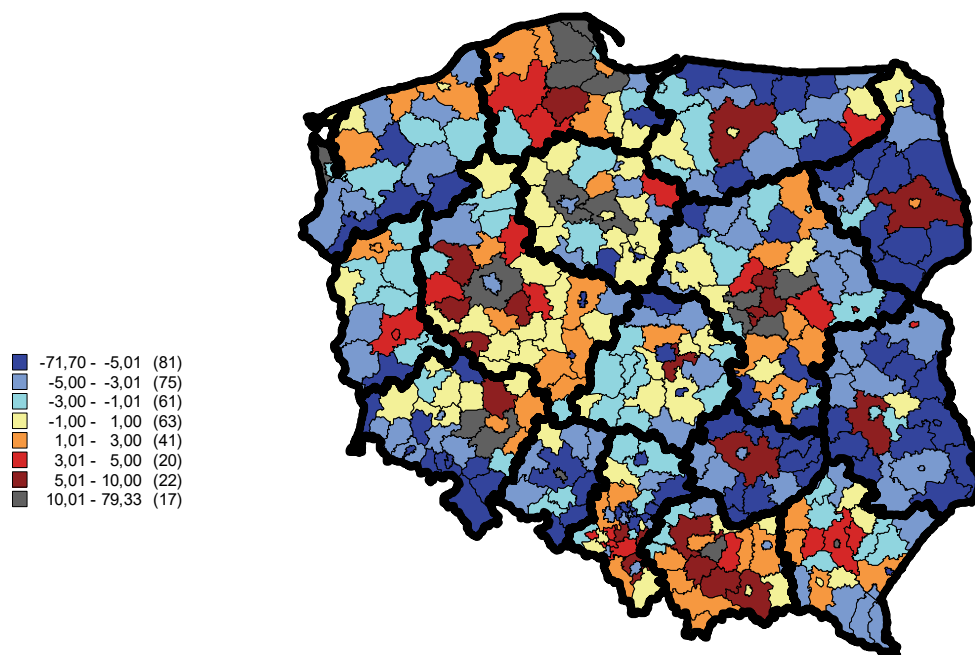 -71,70 - -5,01 (81)
-5,00 - -3,01 (75)
-3,00 - -1,01 (61)
-1,00 - 1,00 (63)
1,01 - 3,00 (41)
3,01 - 5,00 (20)
5,01 - 10,00 (22)
10,01 - 79,33 (17)